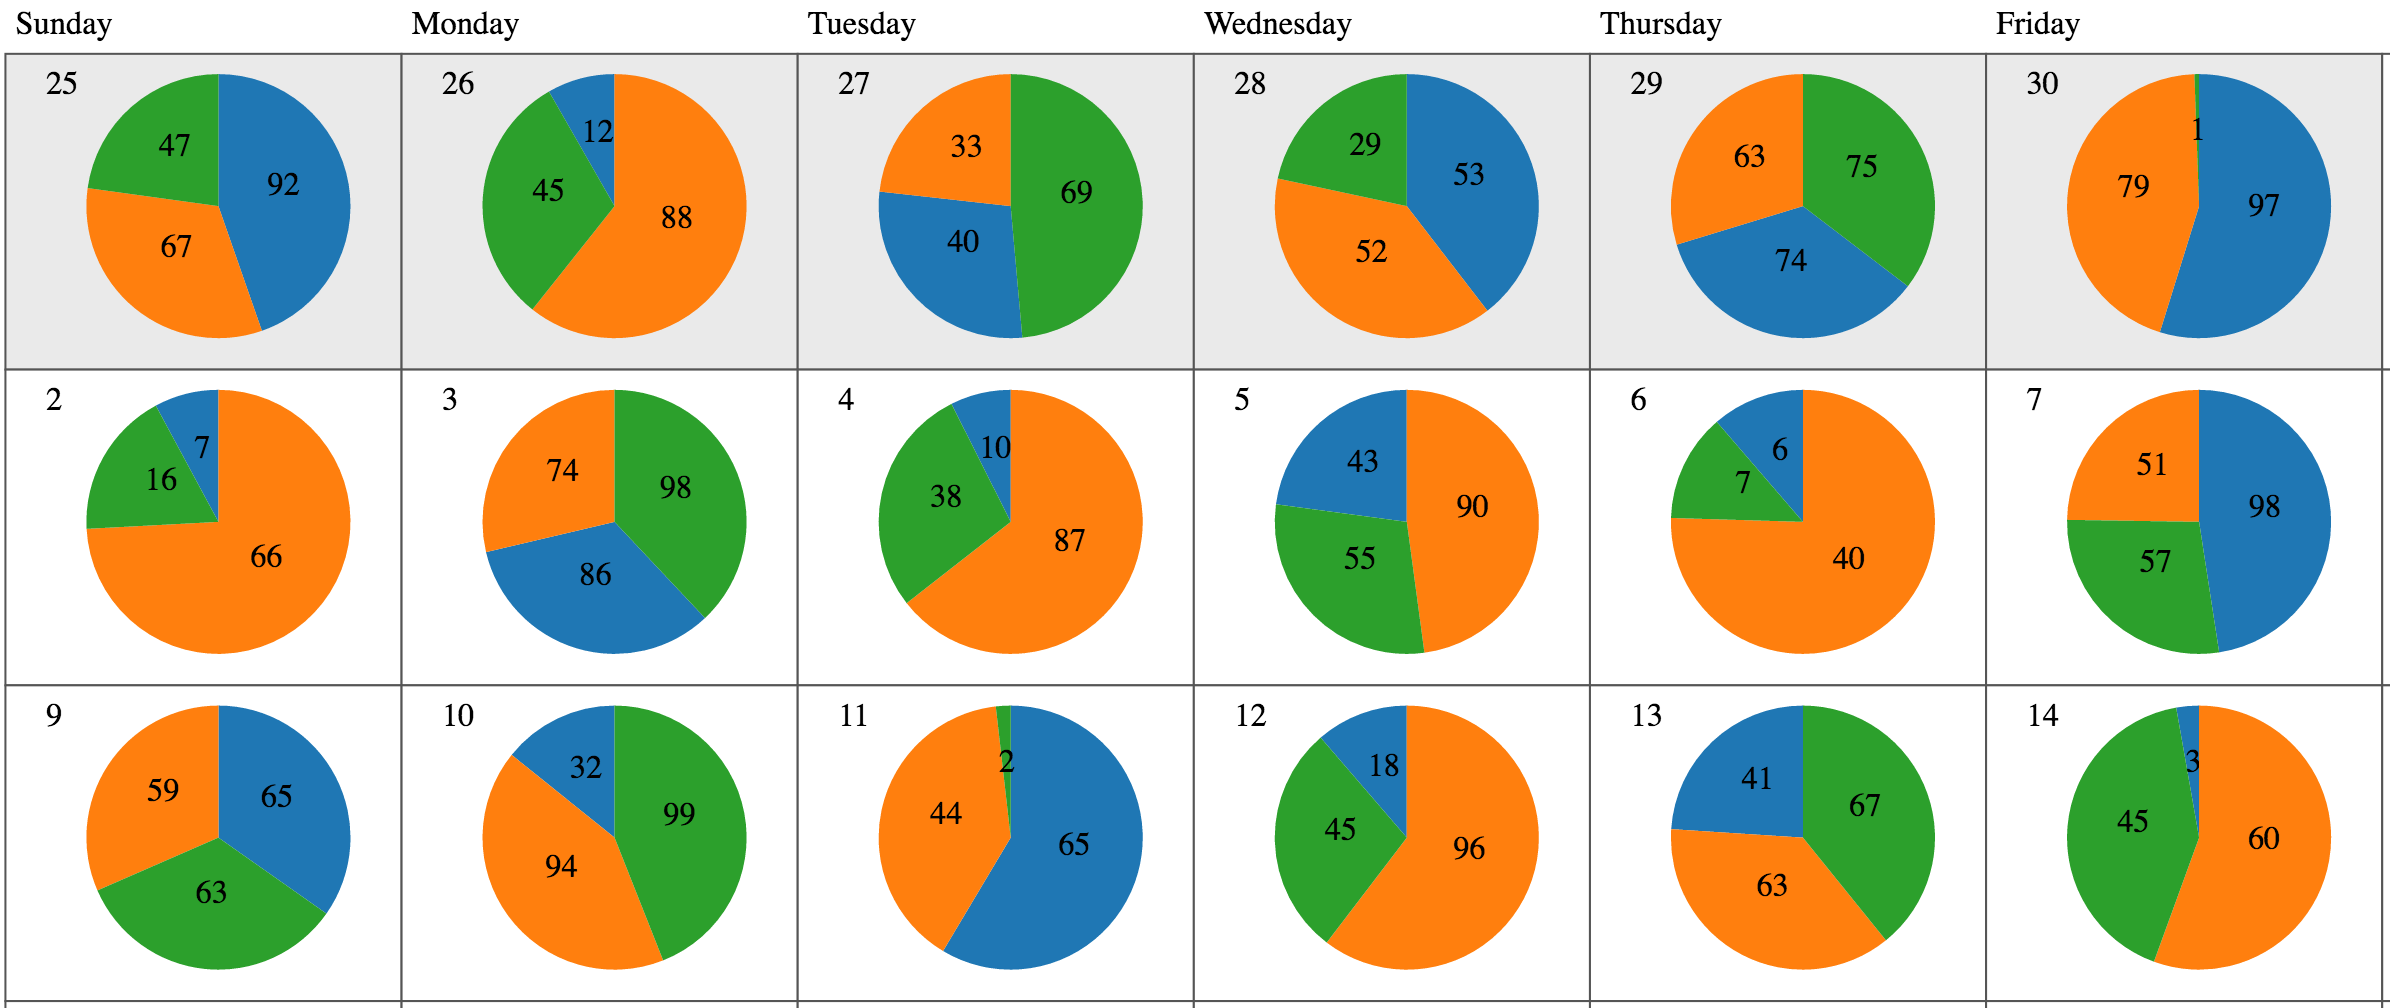 Sunday Monday Tuesday Wednesday Thursday Friday
25 47 92 67
26 12 45 88
27 33 69 40
28 29 53 52
29 63 75 74
30 1 79 97
2 7 16 66
3 74 98 86
4 10 38 87
5 43 90 55
6 6 7 40
7 51 98 57
9 59 65 63
10 32 99 94
11 2 44 65
12 18 45 96
13 41 67 63
14 3 45 60